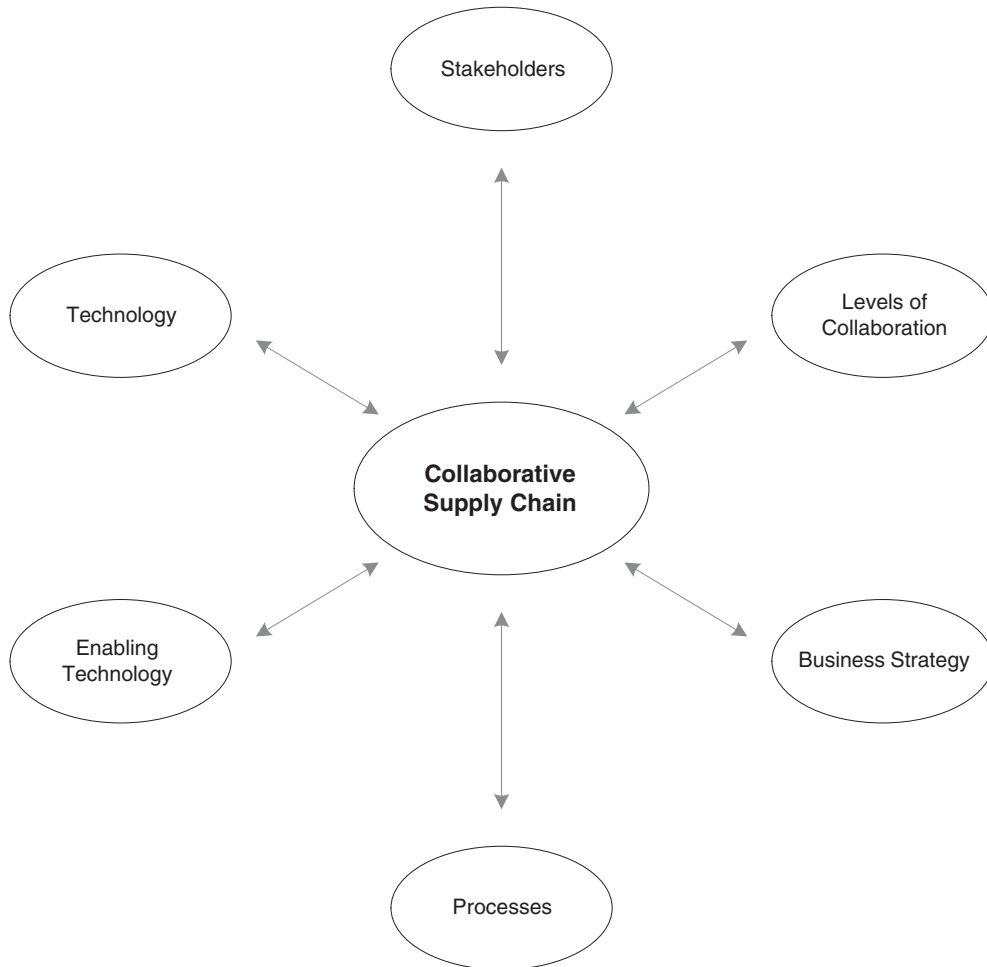 Stakeholders
Technology
Levels of
Collaboration
Collaborative
Supply Chain
Enabling
Technology
Business Strategy
Processes